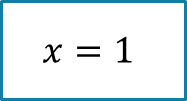 x = 1